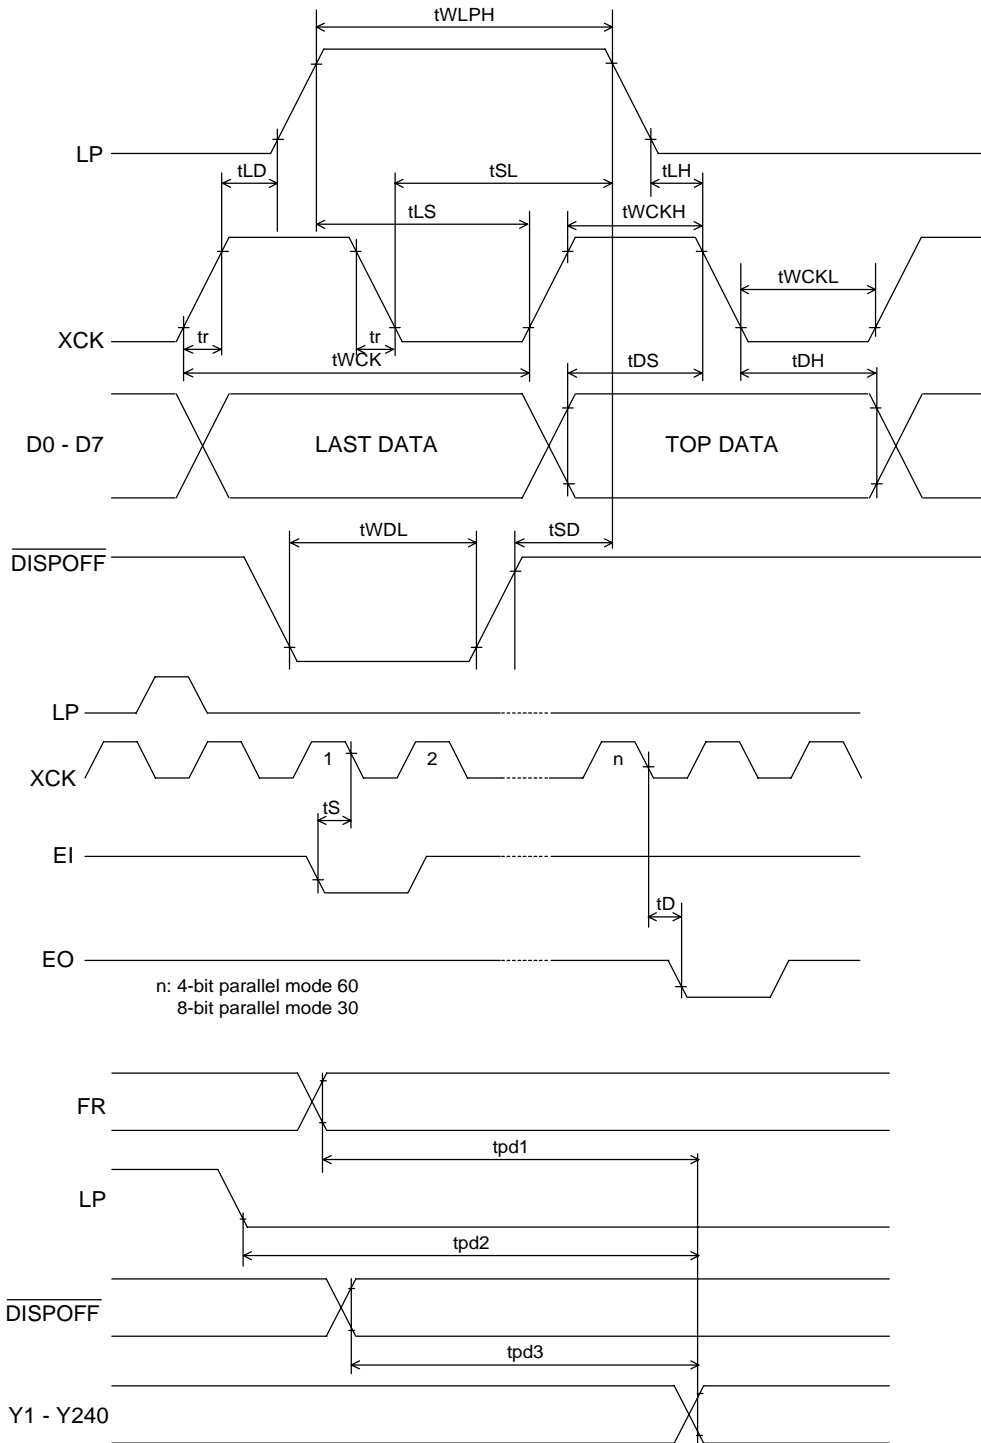 tWLPH
LP
tLD
tSL
tLH
tLS
tWCKH
tWCKL
XCK
tr
tr
tWCK
tDS
tDH
D0 - D7
LAST DATA
TOP DATA
tWDL
tSD
DISPOFF
LP
XCK
1
2
n
tS
EI
tD
EO
n: 4-bit parallel mode 60
8-bit parallel mode 30
FR
tpd1
LP
tpd2
DISPOFF
tpd3
Y1 - Y240